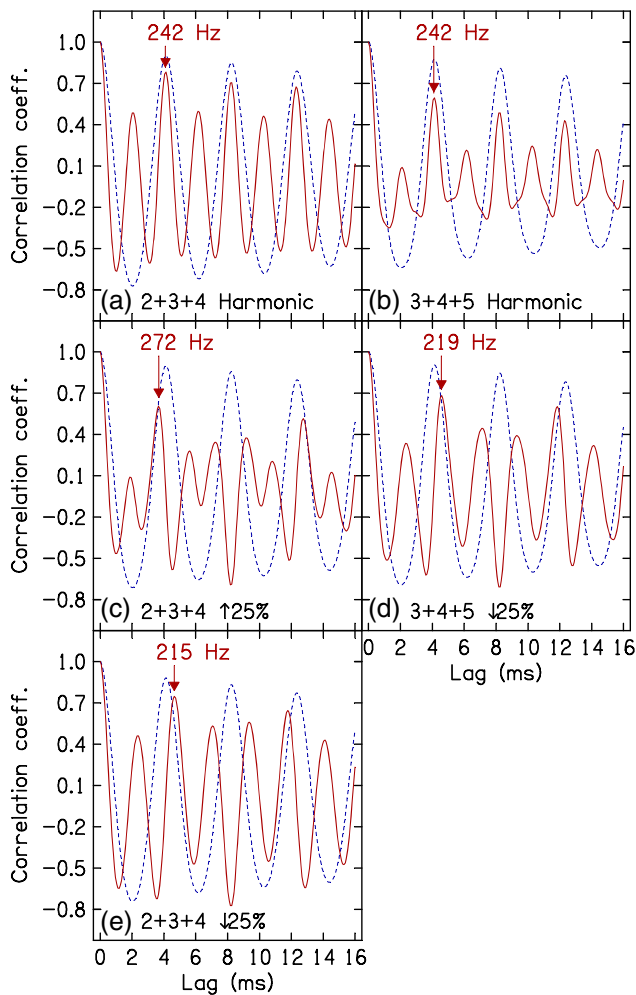 242 Hz
242 Hz
1.0
0.7
0.4
0.1
−0.2
−0.5
−0.8
Correlation coeff.
(a) 2+3+4 Harmonic
(b) 3+4+5 Harmonic
272 Hz
219 Hz
1.0
0.7
0.4
0.1
−0.2
−0.5
−0.8
Correlation coeff.
(c) 2+3+4 ↑25%
(d) 3+4+5 ↓25%
0 2 4 6 8 10 12 14 16
Lag (ms)
215 Hz
1.0
0.7
0.4
0.1
−0.2
−0.5
−0.8
Correlation coeff.
(e) 2+3+4 ↓25%
0 2 4 6 8 10 12 14 16
Lag (ms)